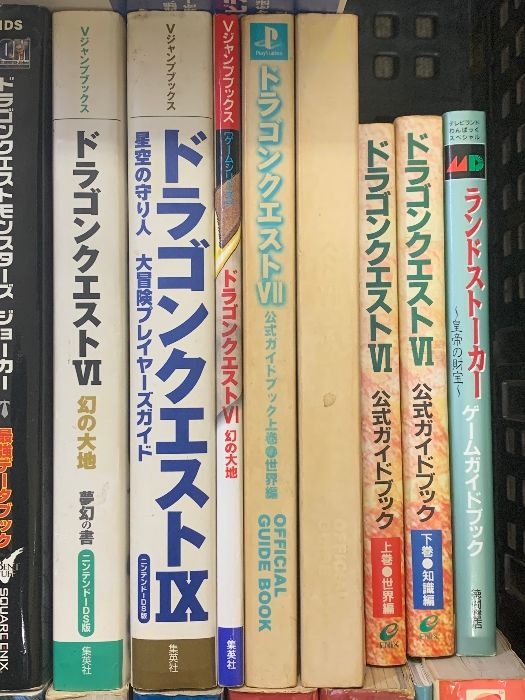 NDS
ドラゴンクエストモンスターズ ジョーカー
最強データブック
SQUARE ENIX
Vジャンプブックス
ドラゴンクエストVI
幻の大地
夢幻の書
ニンテンドーDS版
集英社
Vジャンプブックス
ドラゴンクエストIX
星空の守り人 大冒険プレイヤーズガイド
ニンテンドーDS版
集英社
Vジャンプブックス
[ゲームシリーズ]
ドラゴンクエストVI 幻の大地
集英社
PlayStation
ドラゴンクエストVII
公式ガイドブック上巻●世界編
OFFICIAL
GUIDE BOOK
ドラゴンクエストVI
公式ガイドブック
上巻●世界編
ENIX
ドラゴンクエストVI
公式ガイドブック
下巻●知識編
ENIX
テレビランド
わんぱっく
スペシャル
MD
ランドストーカー
〜皇帝の財宝〜
ゲームガイドブック
徳間書店